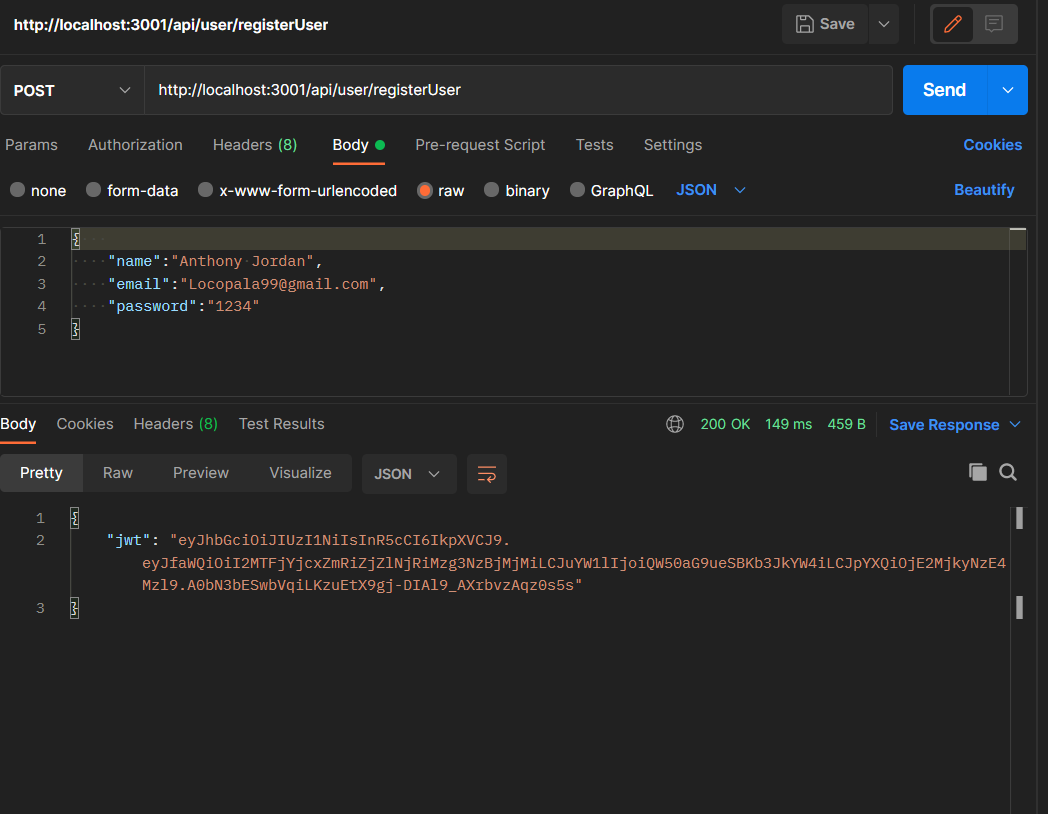 http://localhost:3001/api/user/registerUser
Save
POST
http://localhost:3001/api/user/registerUser
Send
Params Authorization Headers (8) Body Pre-request Script Tests Settings Cookies
none form-data x-www-form-urlencoded raw binary GraphQL JSON Beautify
1 {
2 "name":"Anthony Jordan",
3 "email":"Locopala99@gmail.com",
4 "password":"1234"
5 }
Body Cookies Headers (8) Test Results 200 OK 149 ms 459 B Save Response
Pretty Raw Preview Visualize JSON
1 {
2 "jwt": "eyJhbGciOiJIUzI1NiIsInR5cCI6IkpXVCJ9.
eyJfaWQiOiI2MTFjYjcxZmRiZjZlNjRiMzg3NzBjMjMiLCJuYW1lIjoiQW50aG9ueSBKb3JkYW4iLCJpYXQiOjE2MjkyNzE4
Mzl9.A0bN3bESwbVqiLKzuEtX9gj-DIAl9_AXrbvzAqz0s5s"
3 }